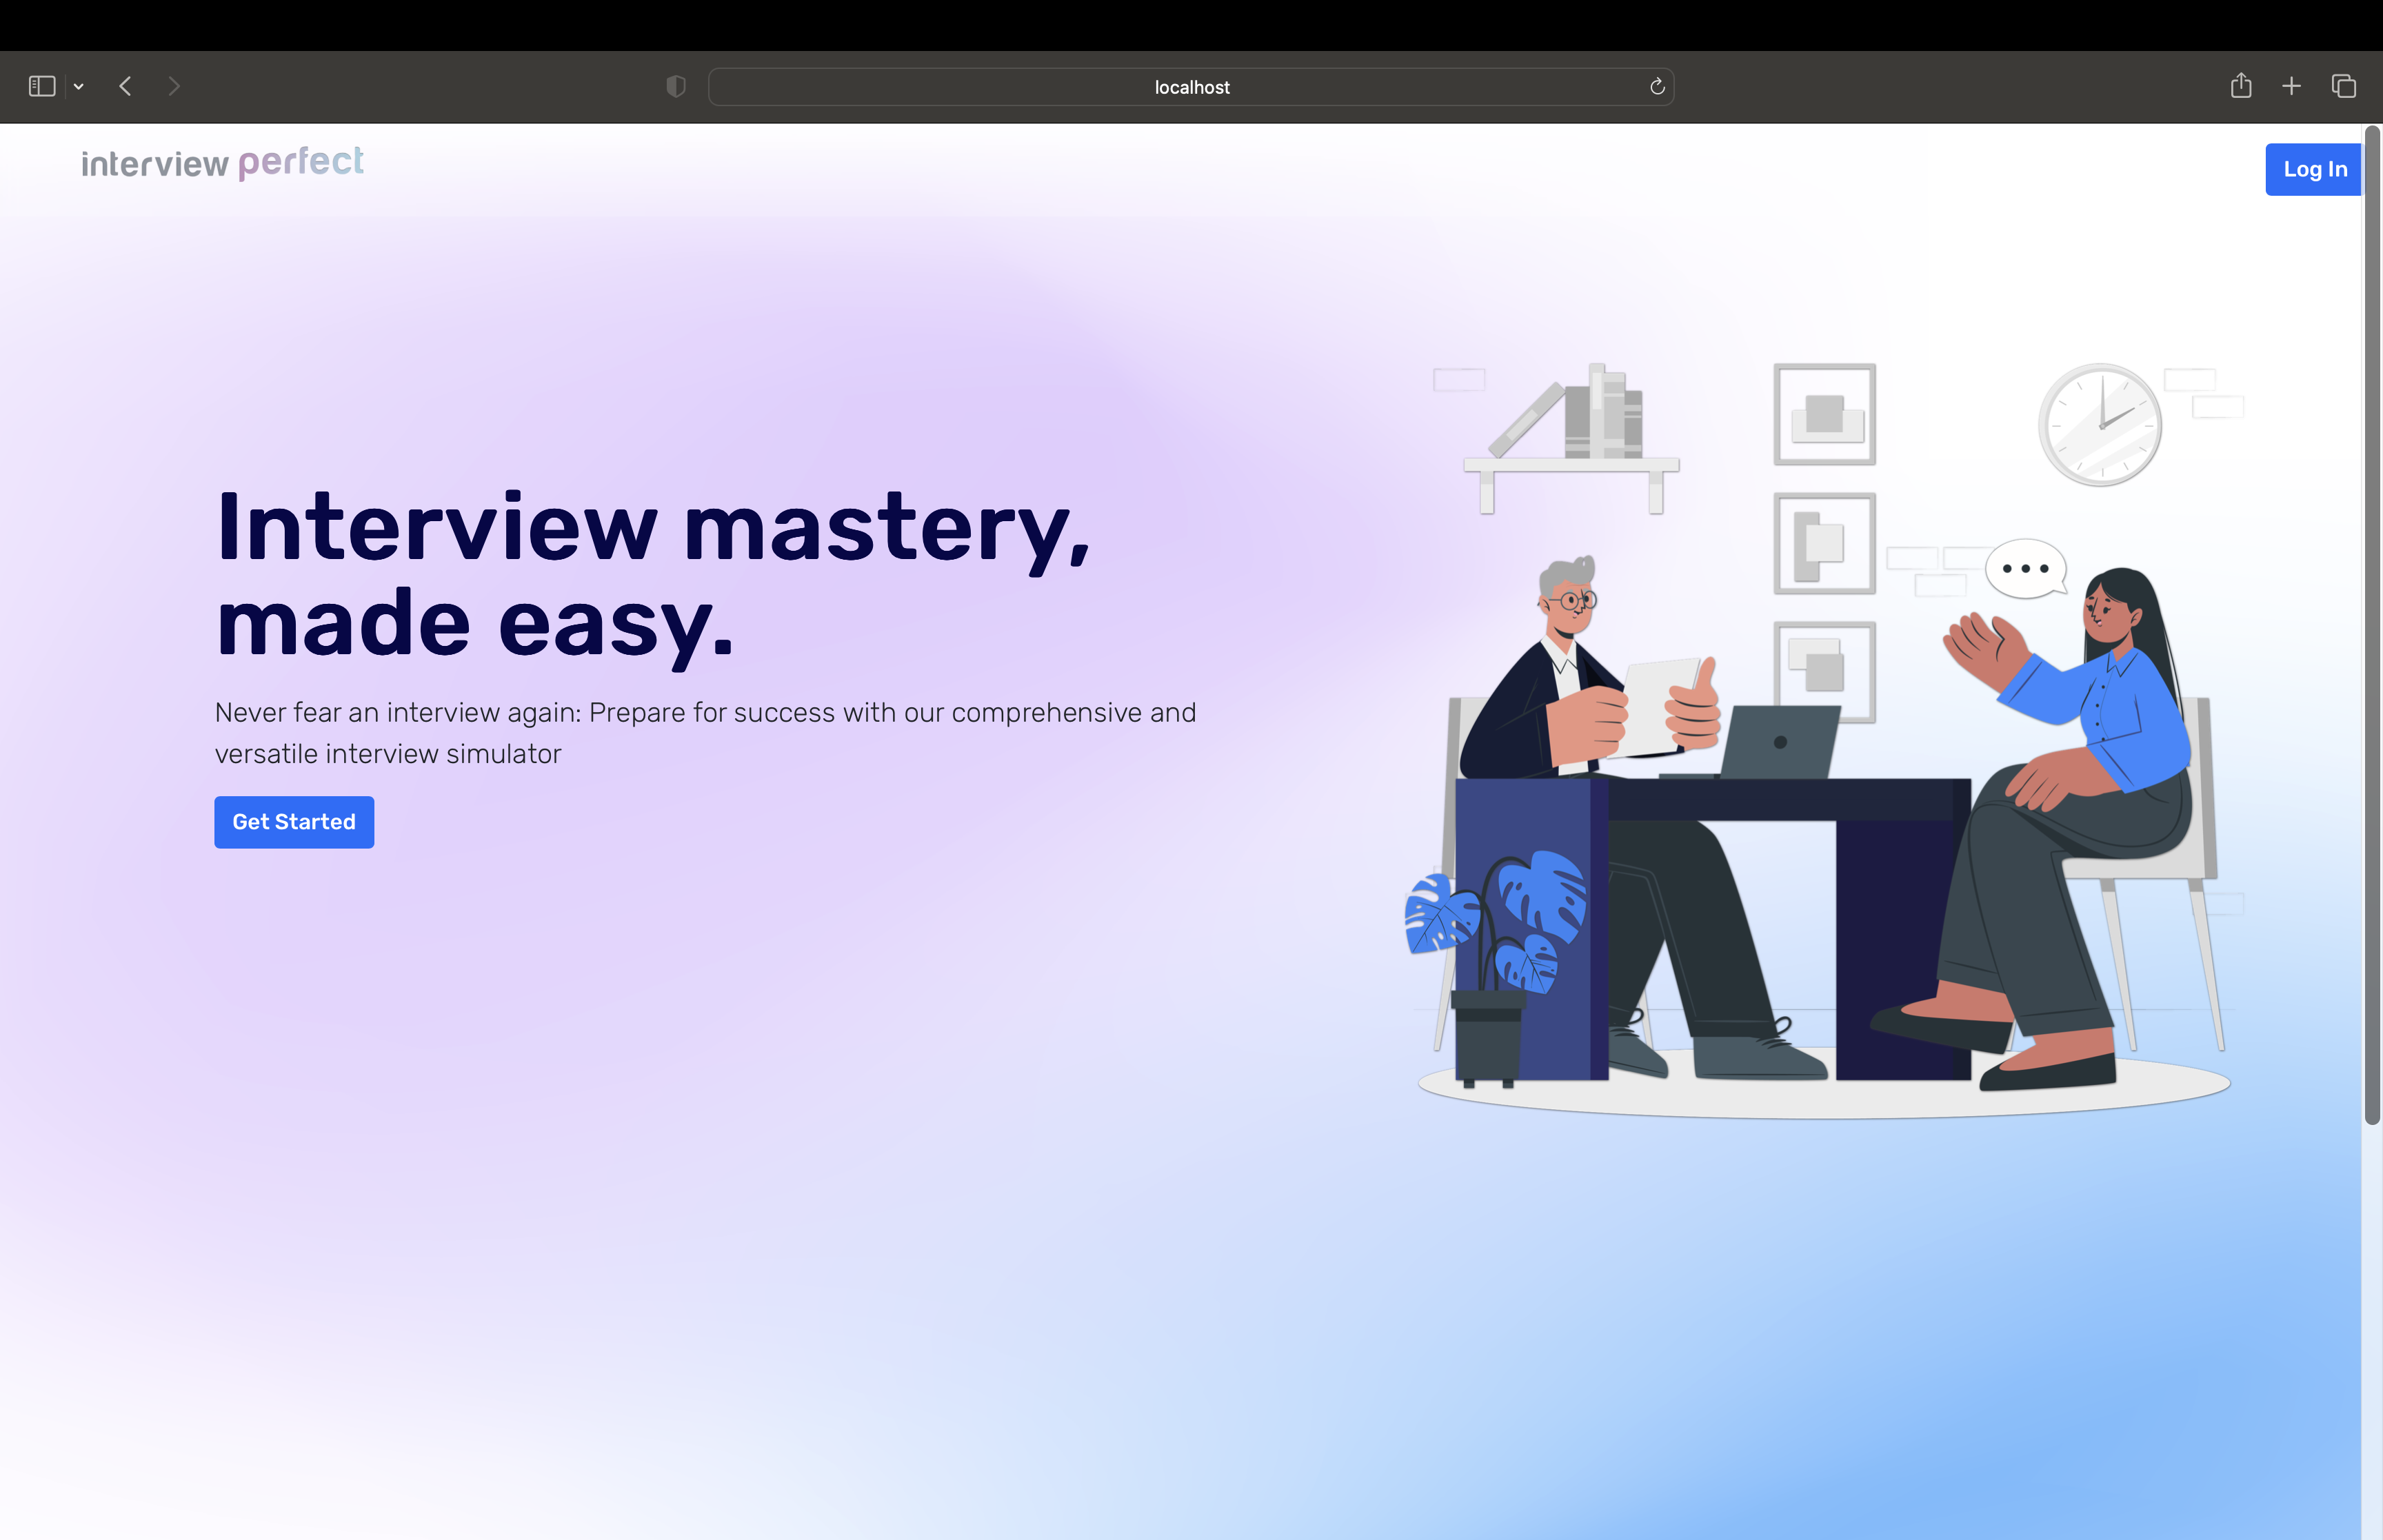 localhost
interview perfect
Log In
Interview mastery,
made easy.
Never fear an interview again: Prepare for success with our comprehensive and
versatile interview simulator
Get Started